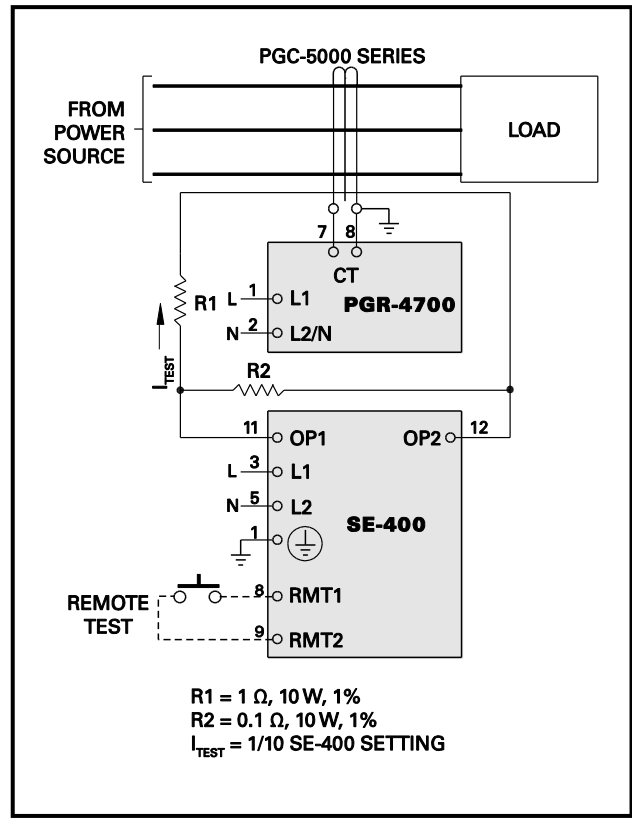 PGC-5000 SERIES
FROM
POWER
SOURCE
LOAD
7 8
CT
PGR-4700
L 1 L1
N 2 L2/N
R1
I TEST
R2
11 OP1
OP2 12
L 3 L1
N 5 L2
1
SE-400
REMOTE
TEST
8 RMT1
9 RMT2
R1 = 1 Ω, 10 W, 1%
R2 = 0.1 Ω, 10 W, 1%
I TEST = 1/10 SE-400 SETTING